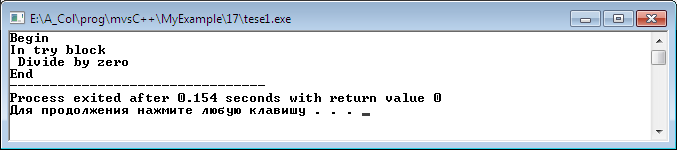 E:\A_Col\prog\mvsC++\MyExample\17\tese1.exe
Begin
In try block
 Divide by zero
End
--------------------------------
Process exited after 0.154 seconds with return value 0
Для продолжения нажмите любую клавишу . . . _